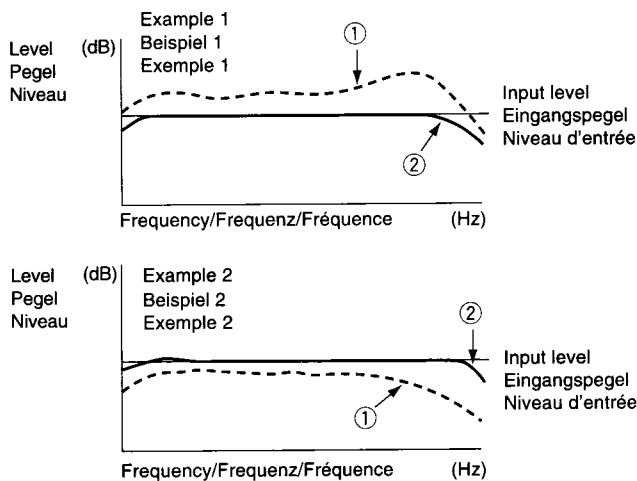 Level (dB) Example 1
Pegel Beispiel 1
Niveau Exemple 1
①
Input level
Eingangspegel
Niveau d'entrée
②
Frequency/Frequenz/Fréquence (Hz)
Level (dB) Example 2
Pegel Beispiel 2
Niveau Exemple 2
②
Input level
Eingangspegel
Niveau d'entrée
①
Frequency/Frequenz/Fréquence (Hz)